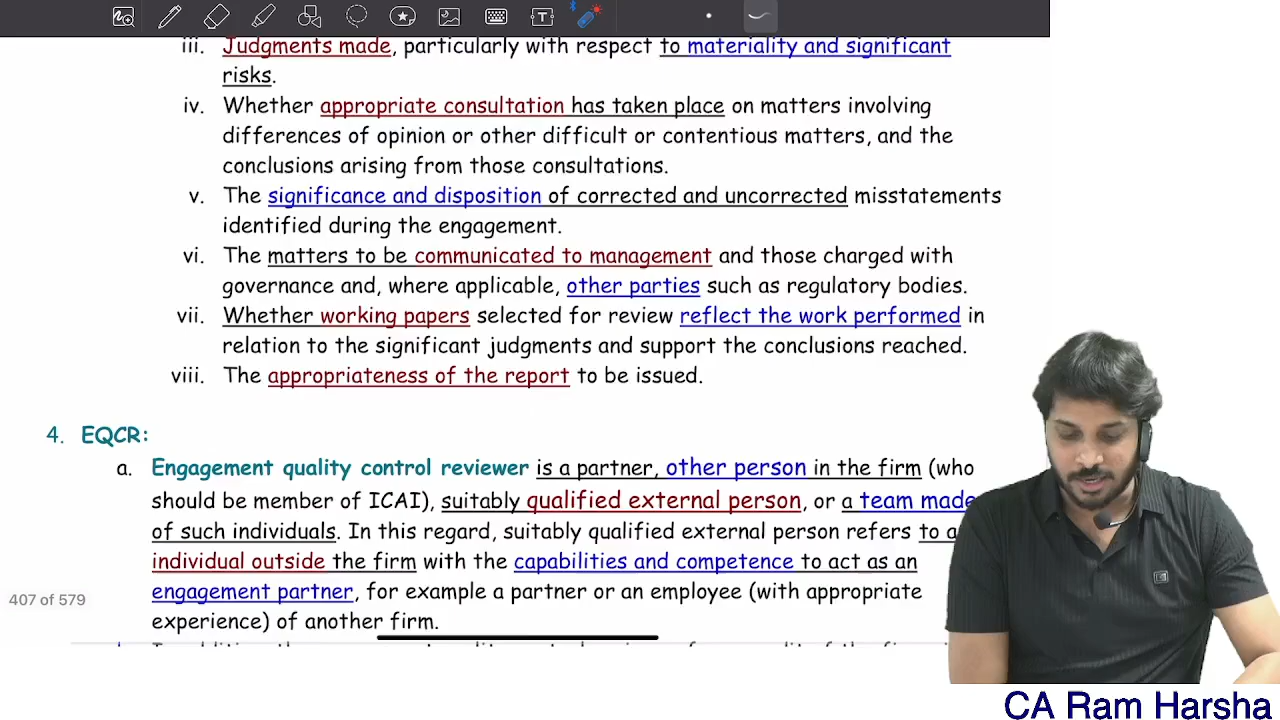 iii. Judgments made, particularly with respect to materiality and significant
risks.
iv. Whether appropriate consultation has taken place on matters involving
differences of opinion or other difficult or contentious matters, and the
conclusions arising from those consultations.
v. The significance and disposition of corrected and uncorrected misstatements
identified during the engagement.
vi. The matters to be communicated to management and those charged with
governance and, where applicable, other parties such as regulatory bodies.
vii. Whether working papers selected for review reflect the work performed in
relation to the significant judgments and support the conclusions reached.
viii. The appropriateness of the report to be issued.
4. EQCR:
a. Engagement quality control reviewer is a partner, other person in the firm (who
should be member of ICAI), suitably qualified external person, or a team made
of such individuals. In this regard, suitably qualified external person refers to
individual outside the firm with the capabilities and competence to act as an
engagement partner, for example a partner or an employee (with appropriate
experience) of another firm.
407 of 579
CA Ram Harsha